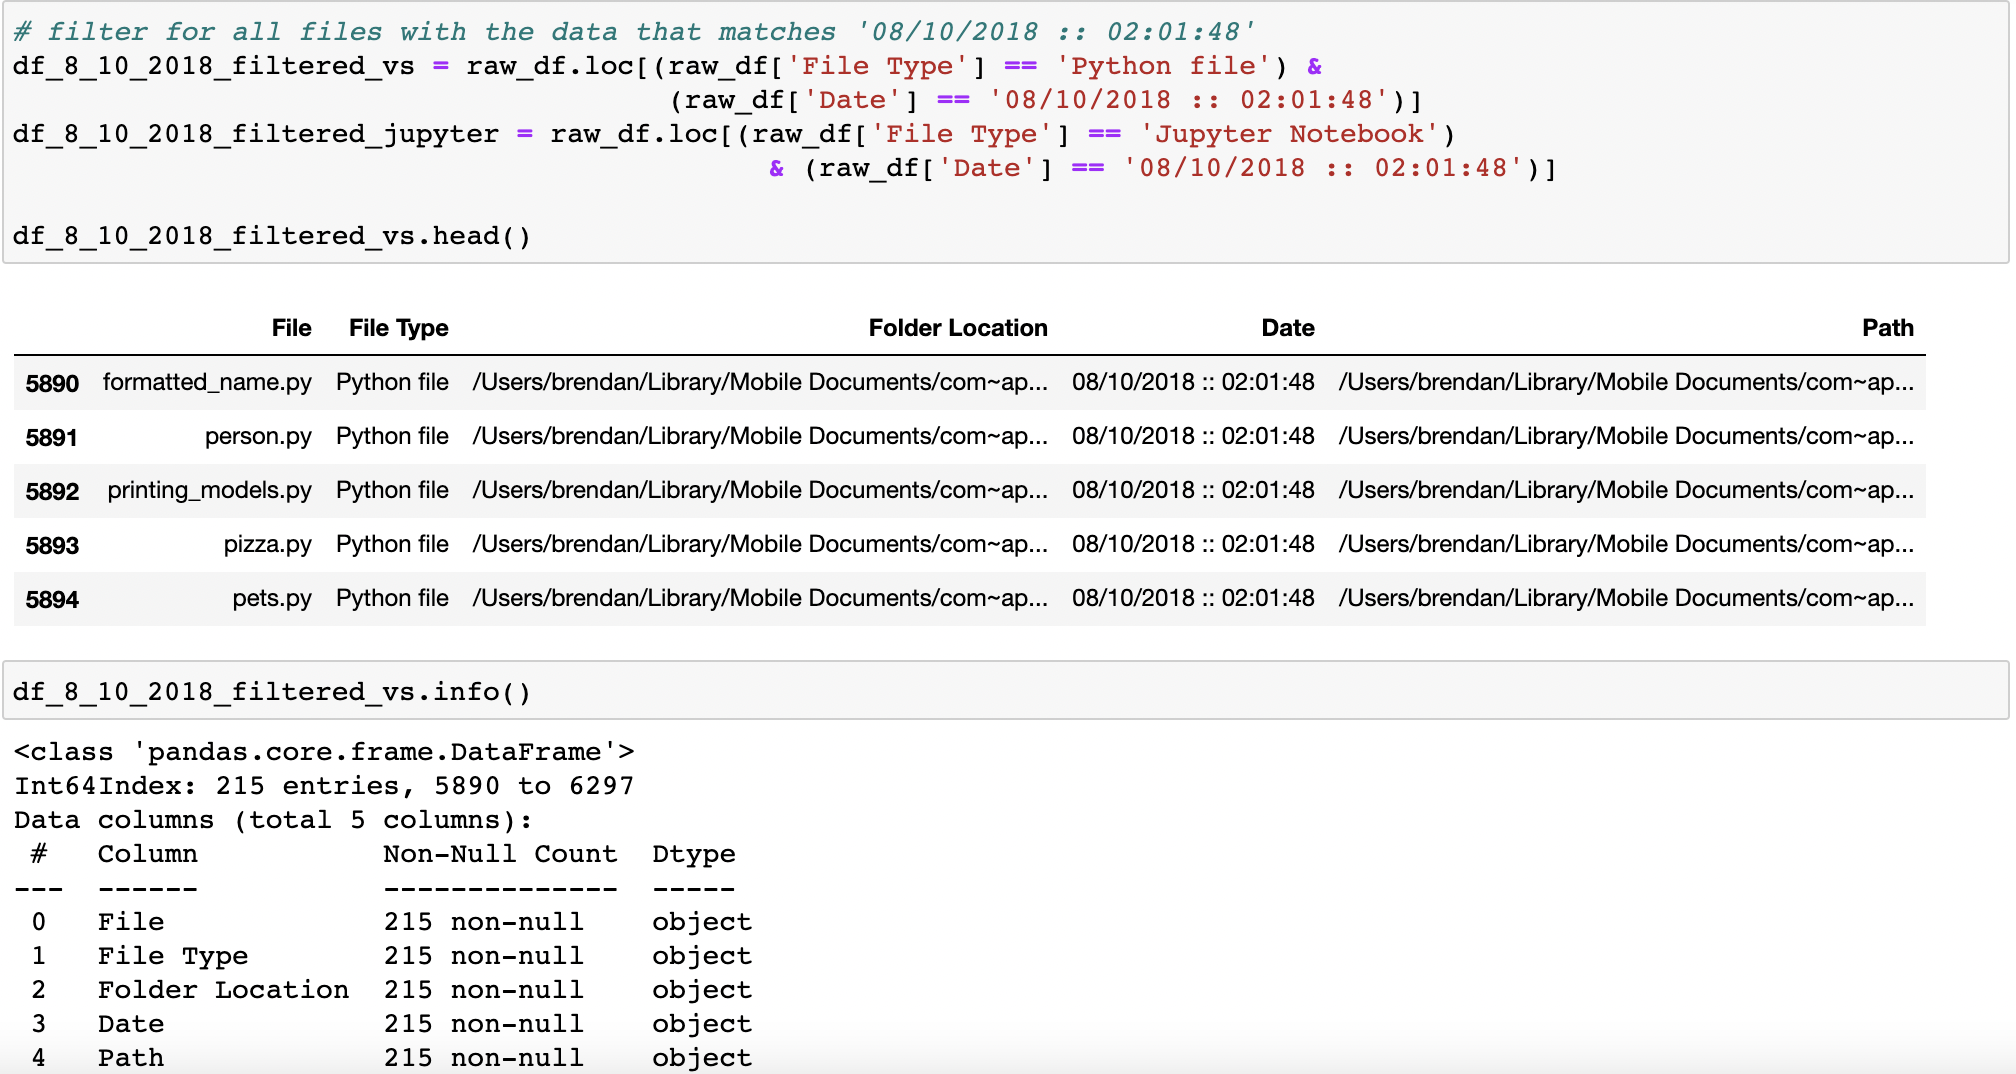 # filter for all files with the data that matches '08/10/2018 :: 02:01:48'
df_8_10_2018_filtered_vs = raw_df.loc[(raw_df['File Type'] == 'Python file') &
(raw_df['Date'] == '08/10/2018 :: 02:01:48')]
df_8_10_2018_filtered_jupyter = raw_df.loc[(raw_df['File Type'] == 'Jupyter Notebook')
& (raw_df['Date'] == '08/10/2018 :: 02:01:48')]
df_8_10_2018_filtered_vs.head()
File File Type Folder Location Date Path
5890 formatted_name.py Python file /Users/brendan/Library/Mobile Documents/com~ap... 08/10/2018 :: 02:01:48 /Users/brendan/Library/Mobile Documents/com~ap...
5891 person.py Python file /Users/brendan/Library/Mobile Documents/com~ap... 08/10/2018 :: 02:01:48 /Users/brendan/Library/Mobile Documents/com~ap...
5892 printing_models.py Python file /Users/brendan/Library/Mobile Documents/com~ap... 08/10/2018 :: 02:01:48 /Users/brendan/Library/Mobile Documents/com~ap...
5893 pizza.py Python file /Users/brendan/Library/Mobile Documents/com~ap... 08/10/2018 :: 02:01:48 /Users/brendan/Library/Mobile Documents/com~ap...
5894 pets.py Python file /Users/brendan/Library/Mobile Documents/com~ap... 08/10/2018 :: 02:01:48 /Users/brendan/Library/Mobile Documents/com~ap...
df_8_10_2018_filtered_vs.info()
<class 'pandas.core.frame.DataFrame'>
Int64Index: 215 entries, 5890 to 6297
Data columns (total 5 columns):
# Column Non-Null Count Dtype
--- ------ -------------- -----
0 File 215 non-null object
1 File Type 215 non-null object
2 Folder Location 215 non-null object
3 Date 215 non-null object
4 Path 215 non-null object